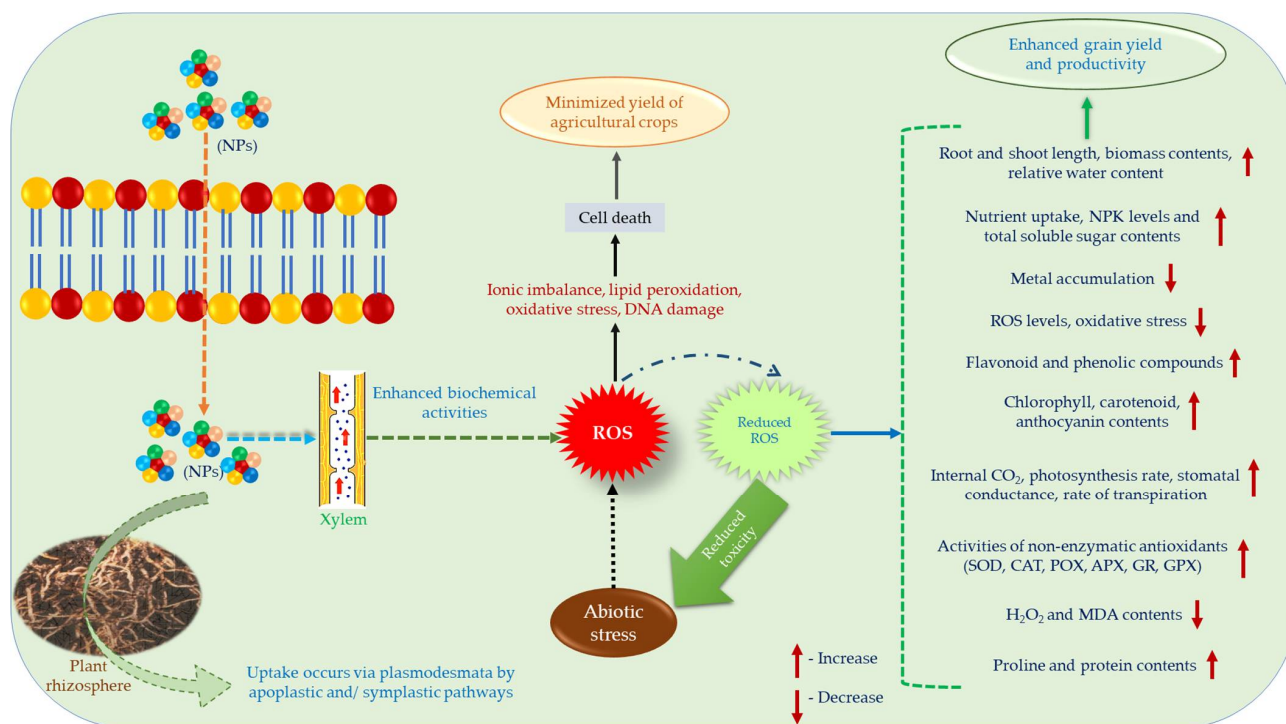 (NPs)
(NPs)
Plant
rhizosphere
Uptake occurs via plasmodesmata by
apoplastic and/ symplastic pathways
Xylem
Enhanced biochemical
activities
Minimized yield of
agricultural crops
Cell death
Ionic imbalance, lipid peroxidation,
oxidative stress, DNA damage
ROS
Reduced
ROS
Reduced
toxicity
Abiotic
stress
- Increase
- Decrease
Enhanced grain yield
and productivity
Root and shoot length, biomass contents,
relative water content
Nutrient uptake, NPK levels and
total soluble sugar contents
Metal accumulation
ROS levels, oxidative stress
Flavonoid and phenolic compounds
Chlorophyll, carotenoid,
anthocyanin contents
Internal CO₂, photosynthesis rate, stomatal
conductance, rate of transpiration
Activities of non-enzymatic antioxidants
(SOD, CAT, POX, APX, GR, GPX)
H₂O₂ and MDA contents
Proline and protein contents